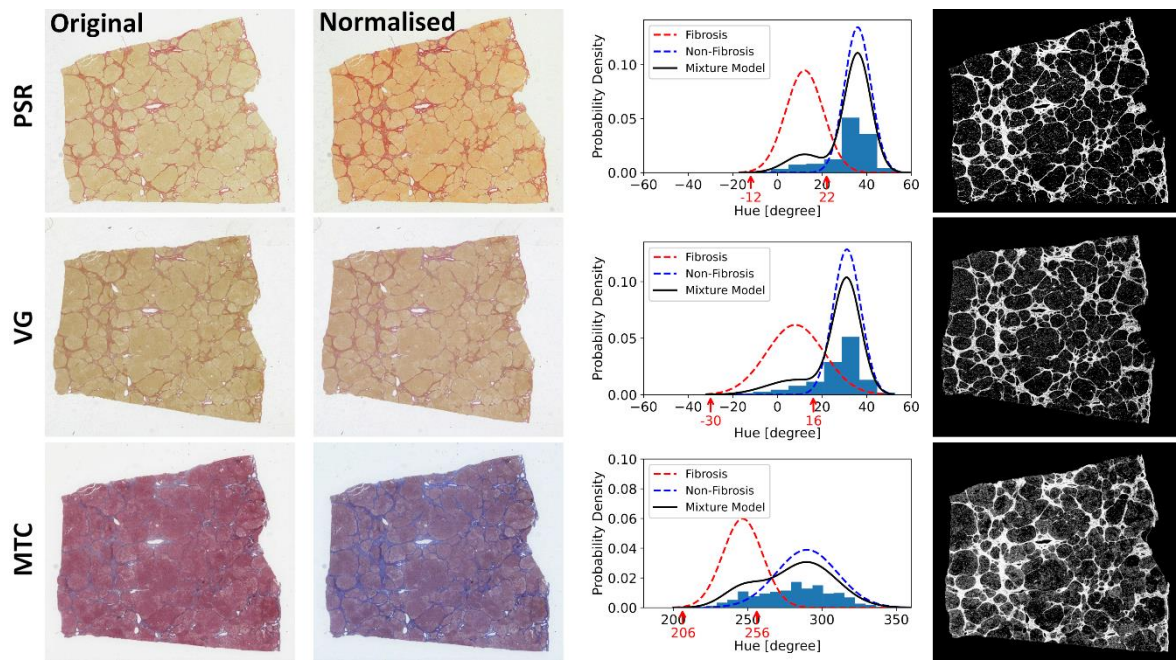 Original
Normalised
PSR
Fibrosis
Non-Fibrosis
Mixture Model
Probability Density
0.10
0.05
0.00
−60 −40 −20 0 20 40 60
-12 22
Hue [degree]
VG
Fibrosis
Non-Fibrosis
Mixture Model
Probability Density
0.10
0.05
0.00
−60 −40 −20 0 20 40 60
-30 16
Hue [degree]
MTC
Fibrosis
Non-Fibrosis
Mixture Model
Probability Density
0.10
0.08
0.06
0.04
0.02
0.00
200 250 300 350
206 256
Hue [degree]